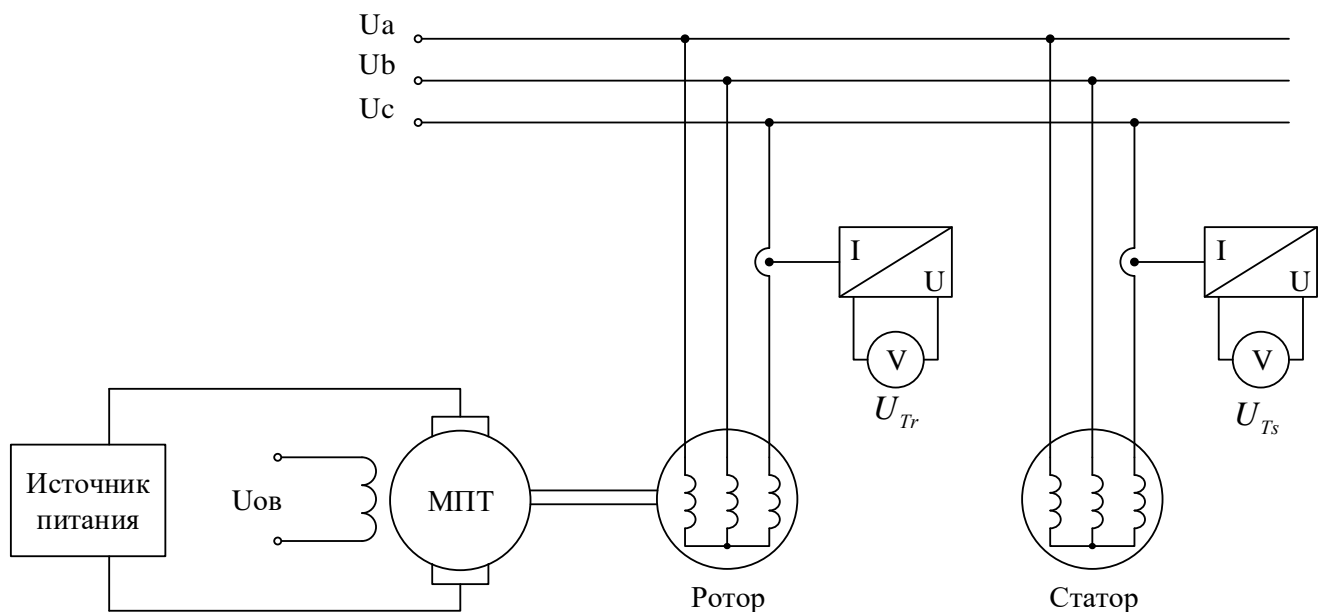 Ua
Ub
Uc
I
U
V
U_Tr
I
U
V
U_Ts
Источник
питания
Uов
МПТ
Ротор
Статор